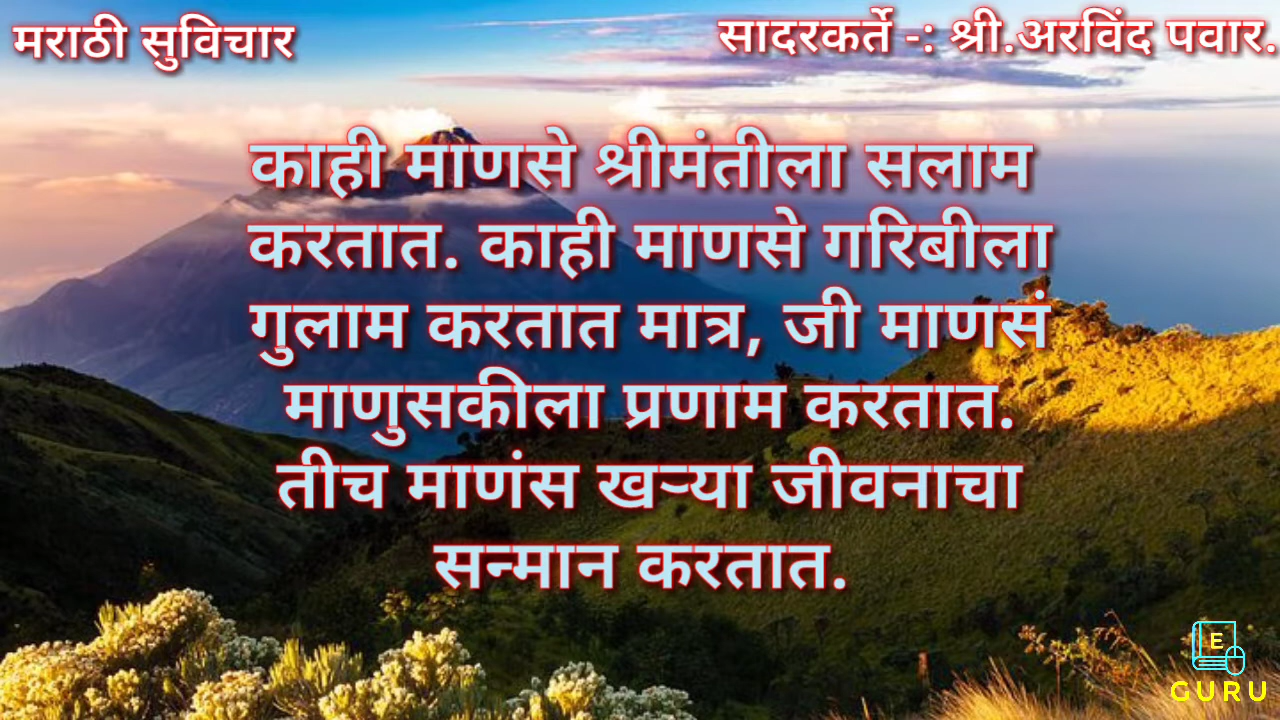 मराठी सुविचार
सादरकर्ते -: श्री.अरविंद पवार.
काही माणसे श्रीमंतीला सलाम
करतात. काही माणसे गरिबीला
गुलाम करतात मात्र, जी माणसं
माणुसकीला प्रणाम करतात.
तीच माणंस खऱ्या जीवनाचा
सन्मान करतात.
E
GURU